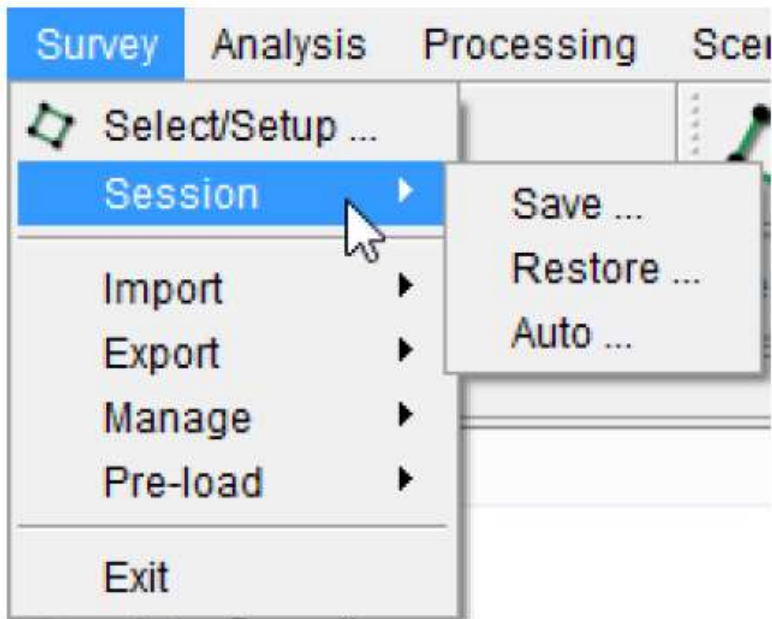 Survey Analysis Processing
Select/Setup ...
Session
Save ...
Restore ...
Auto ...
Import
Export
Manage
Pre-load
Exit